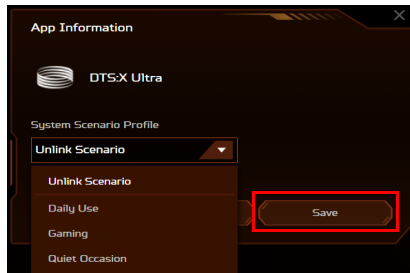 App Information
DTS:X Ultra
System Scenario Profile
Unlink Scenario
Unlink Scenario
Daily Use
Save
Gaming
Quiet Occasion